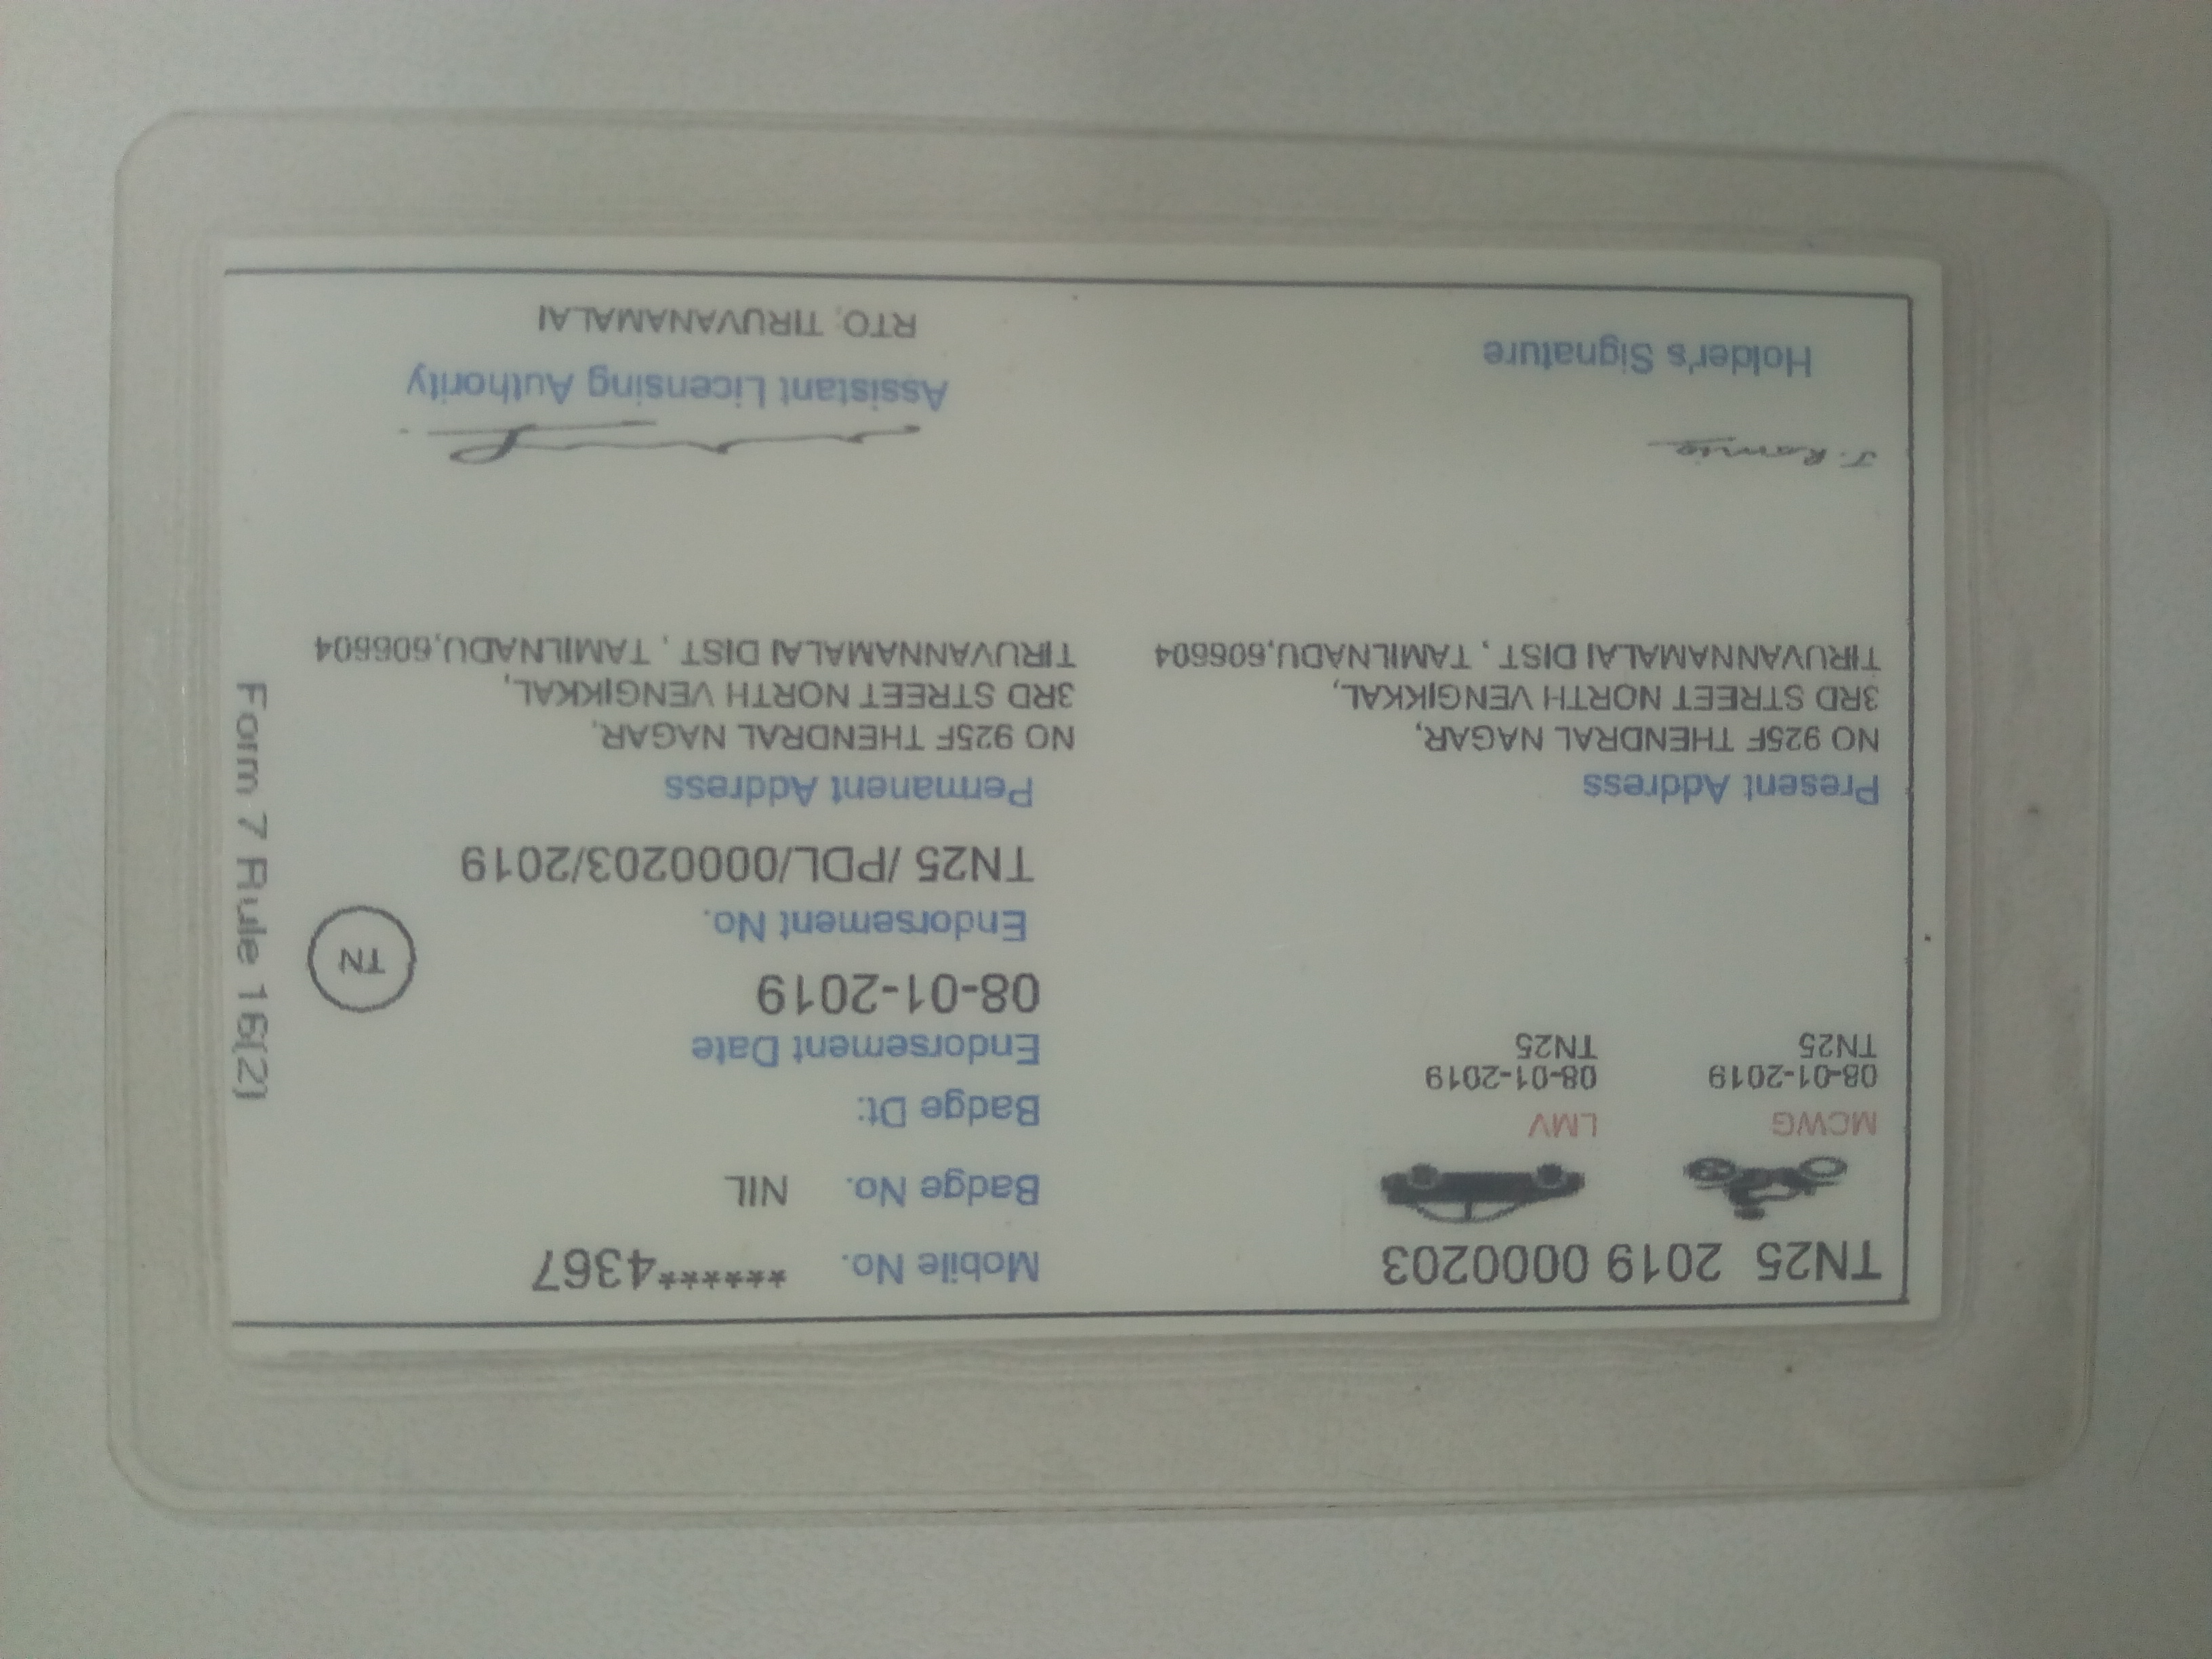 TN25 2019 0000203
MCWG
08-01-2019
TN25
LMV
08-01-2019
TN25
Mobile No. ******4367
Badge No. NIL
Badge Dt:
Endorsement Date
08-01-2019
Endorsement No.
TN25 /PDL/0000203/2019
TN
Present Address
NO 925F THENDRAL NAGAR,
3RD STREET NORTH VENGIKKAL,
TIRUVANNAMALAI DIST , TAMILNADU,606604
Permanent Address
NO 925F THENDRAL NAGAR,
3RD STREET NORTH VENGIKKAL,
TIRUVANNAMALAI DIST , TAMILNADU,606604
Holder's Signature
Assistant Licensing Authority
RTO, TIRUVANAMALAI
Form 7 Rule 16(2)